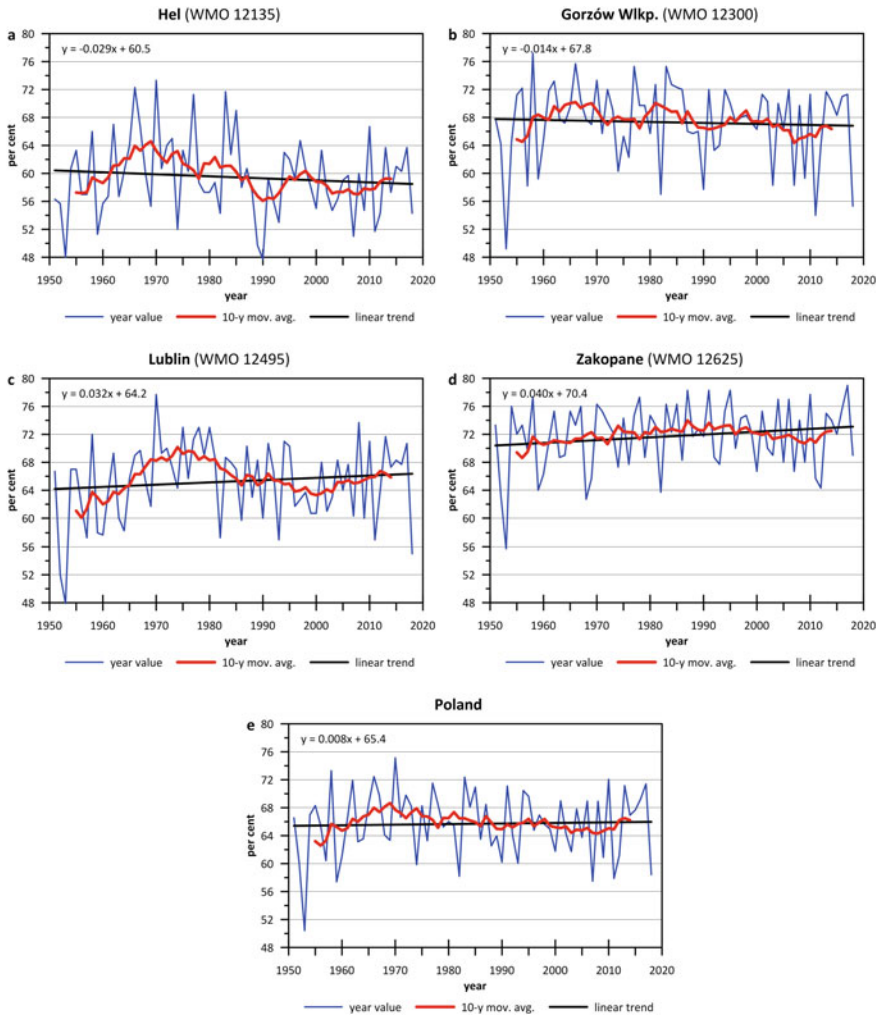 Hel (WMO 12135)
a
y = -0.029x + 60.5
80
76
72
68
64
60
56
52
48
per cent
1950 1960 1970 1980 1990 2000 2010 2020
year
year value 10-y mov. avg. linear trend
Gorzów Wlkp. (WMO 12300)
b
y = -0.014x + 67.8
80
76
72
68
64
60
56
52
48
per cent
1950 1960 1970 1980 1990 2000 2010 2020
year
year value 10-y mov. avg. linear trend
Lublin (WMO 12495)
c
y = 0.032x + 64.2
80
76
72
68
64
60
56
52
48
per cent
1950 1960 1970 1980 1990 2000 2010 2020
year
year value 10-y mov. avg. linear trend
Zakopane (WMO 12625)
d
y = 0.040x + 70.4
80
76
72
68
64
60
56
52
48
per cent
1950 1960 1970 1980 1990 2000 2010 2020
year
year value 10-y mov. avg. linear trend
Poland
e
y = 0.008x + 65.4
80
76
72
68
64
60
56
52
48
per cent
1950 1960 1970 1980 1990 2000 2010 2020
year
year value 10-y mov. avg. linear trend